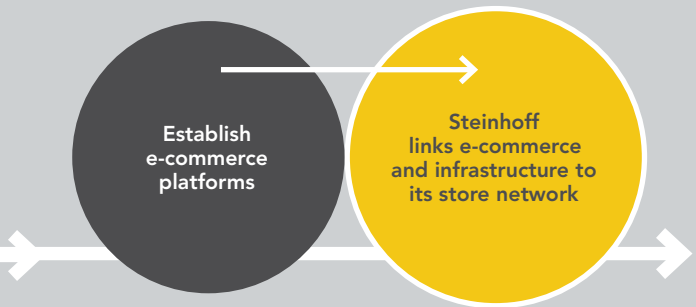 Establish
e-commerce
platforms
Steinhoff
links e-commerce
and infrastructure to
its store network